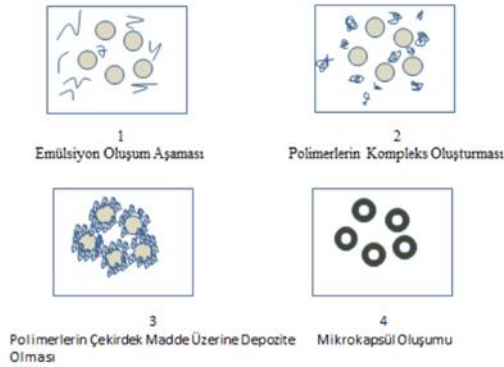 1
Emülsiyon Oluşum Aşaması
2
Polimerlerin Kompleks Oluşturması
3
Polimerlerin Çekirdek Madde Üzerine Depozite
Olması
4
Mikrokapsül Oluşumu